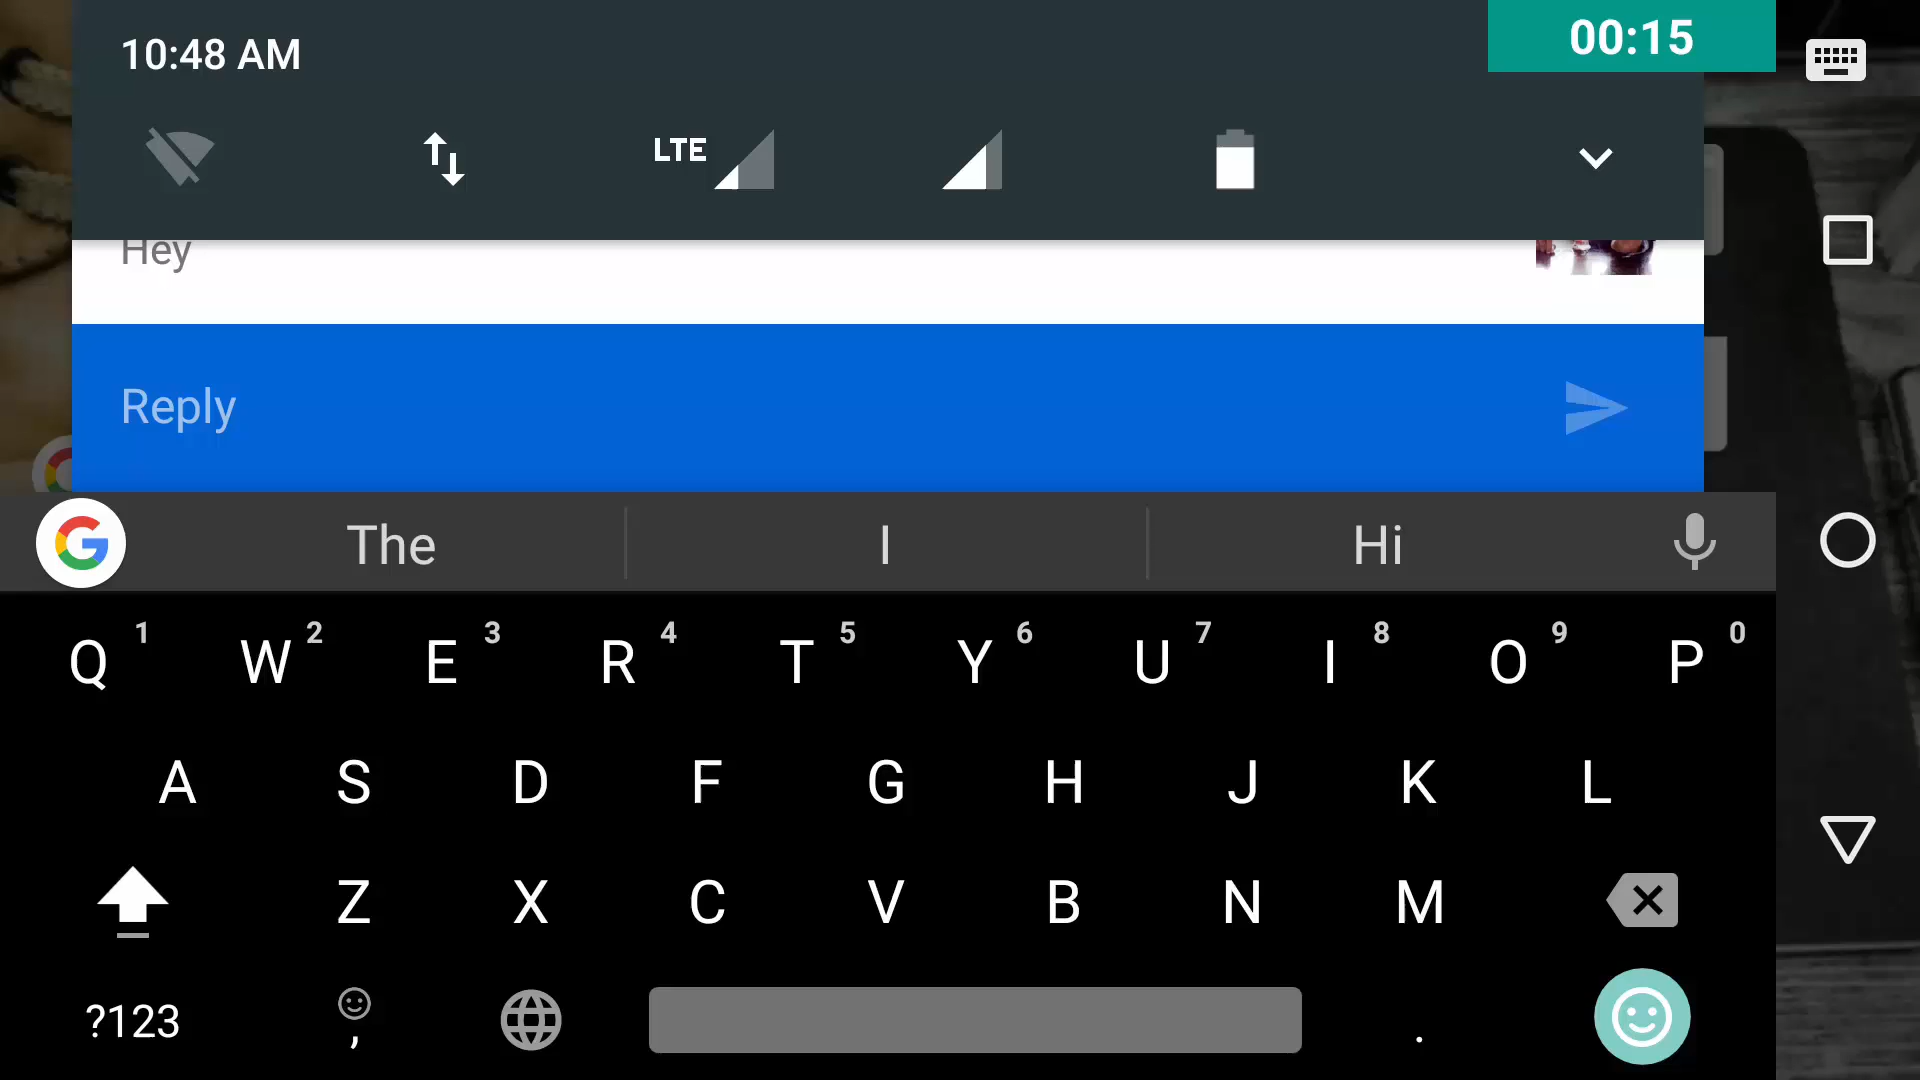 10:48 AM
00:15
LTE
Hey
Reply
The I Hi
Q 1 W 2 E 3 R 4 T 5 Y 6 U 7 I 8 O 9 P 0
A S D F G H J K L
Z X C V B N M
?123 , .